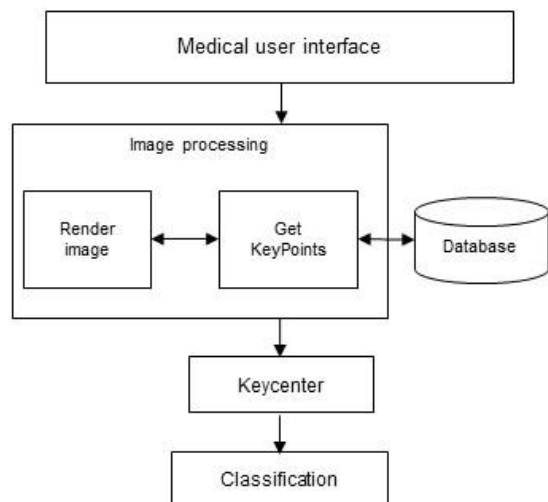 Medical user interface
Image processing
Render
image
Get
KeyPoints
Database
Keycenter
Classification